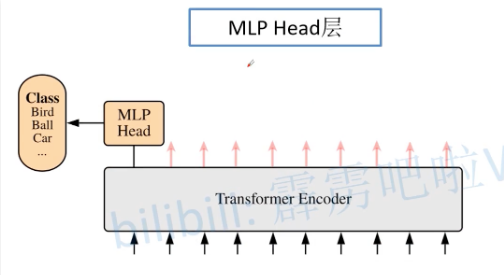 MLP Head层
Class
Bird
Ball
Car
...
MLP
Head
Transformer Encoder
bilibili: 霹雳吧啦W